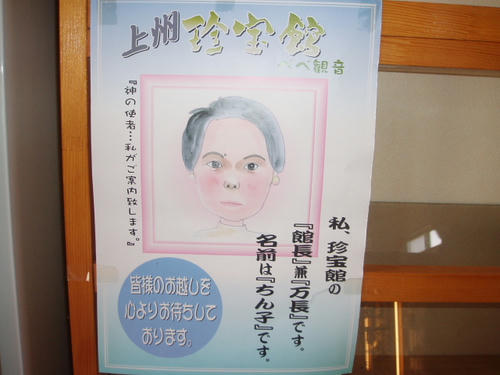 上州珍宝館
べべ観音
『神の使者…私がご案内致します。』
私、珍宝館の
『館長』兼『万長』です。
名前は『ちん子』です。
皆様のお越しを
心よりお待ちして
おります。